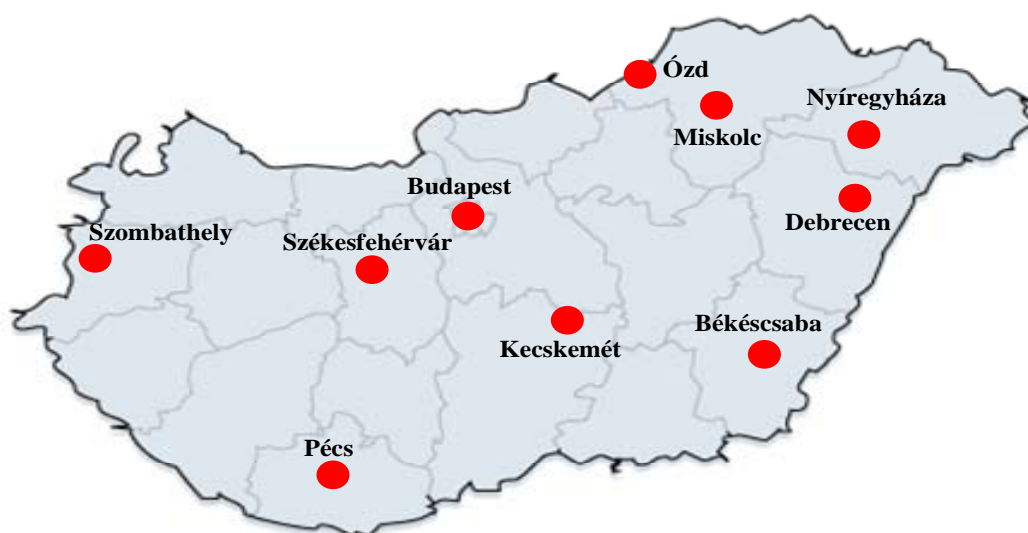 Ózd
Nyíregyháza
Miskolc
Budapest
Debrecen
Szombathely
Székesfehérvár
Békéscsaba
Kecskemét
Pécs